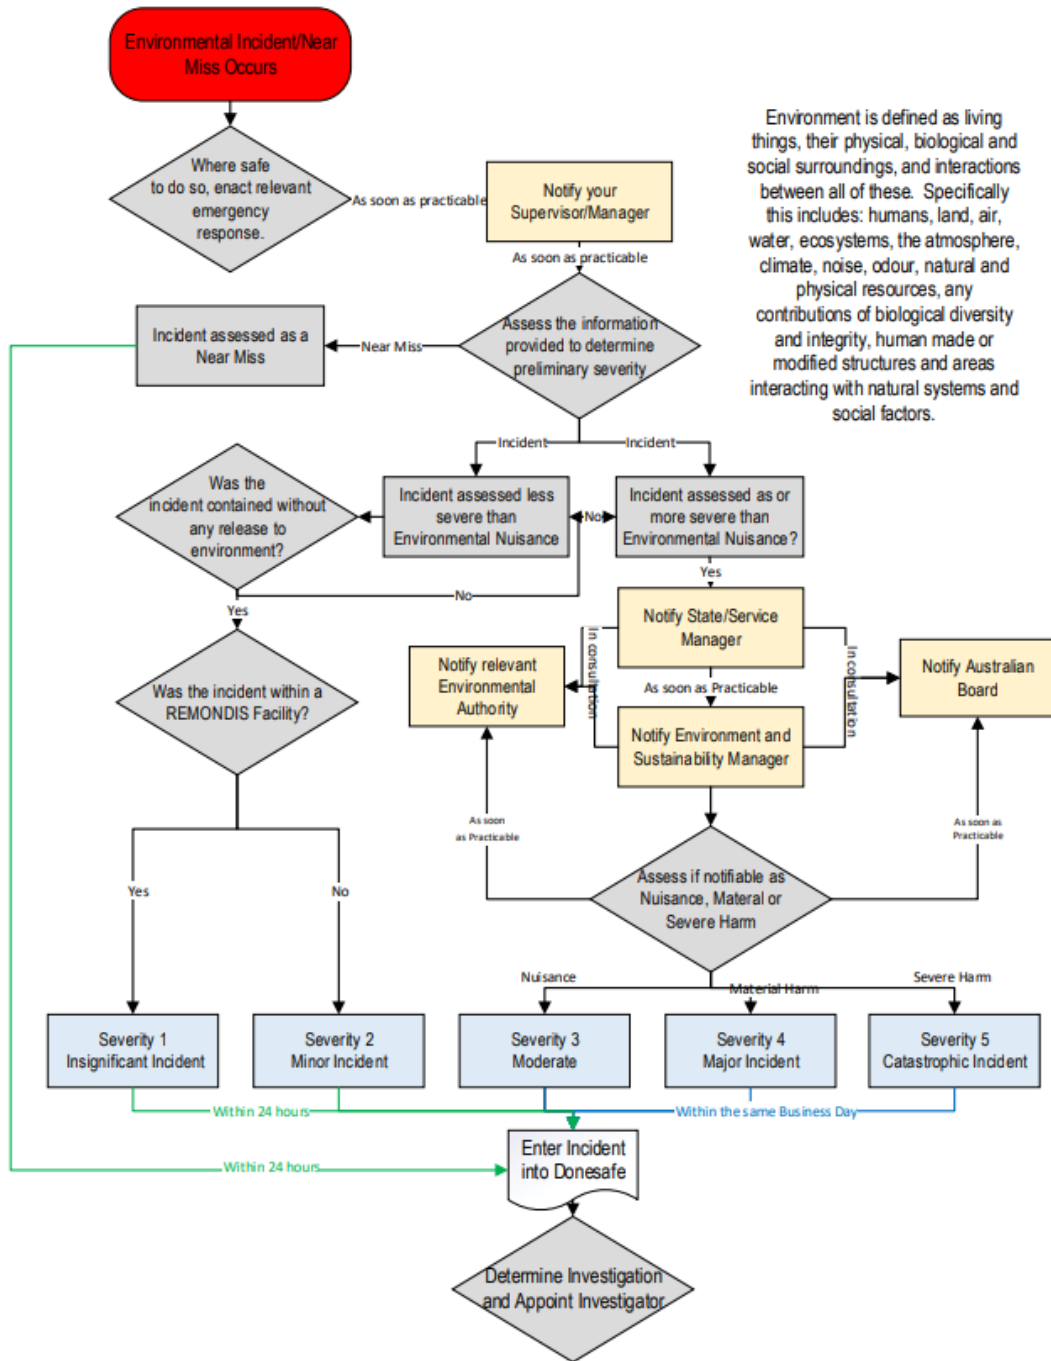 Environmental Incident/Near
Miss Occurs
Environment is defined as living
things, their physical, biological and
social surroundings, and interactions
between all of these.  Specifically
this includes: humans, land, air,
water, ecosystems, the atmosphere,
climate, noise, odour, natural and
physical resources, any
contributions of biological diversity
and integrity, human made or
modified structures and areas
interacting with natural systems and
social factors.
Where safe
to do so, enact relevant
emergency
response.
As soon as practicable
Notify your
Supervisor/Manager
As soon as practicable
Incident assessed as a
Near Miss
Near Miss
Assess the information
provided to determine
preliminary severity
Incident
Incident
Was the
incident contained without
any release to
environment?
Incident assessed less
severe than
Environmental Nuisance
No
Incident assessed as or
more severe than
Environmental Nuisance?
No
Yes
Yes
Notify State/Service
Manager
In consultation
In consultation
Notify relevant
Environmental
Authority
Notify Australian
Board
As soon as Practicable
Was the incident within a
REMONDIS Facility?
Notify Environment and
Sustainability Manager
As soon
as Practicable
As soon as
Practicable
Assess if notifiable as
Nuisance, Materal or
Severe Harm
Yes
No
Nuisance
Material Harm
Severe Harm
Severity 1
Insignificant Incident
Severity 2
Minor Incident
Severity 3
Moderate
Severity 4
Major Incident
Severity 5
Catastrophic Incident
Within 24 hours
Within the same Business Day
Within 24 hours
Enter Incident
into Donesafe
Determine Investigation
and Appoint Investigator